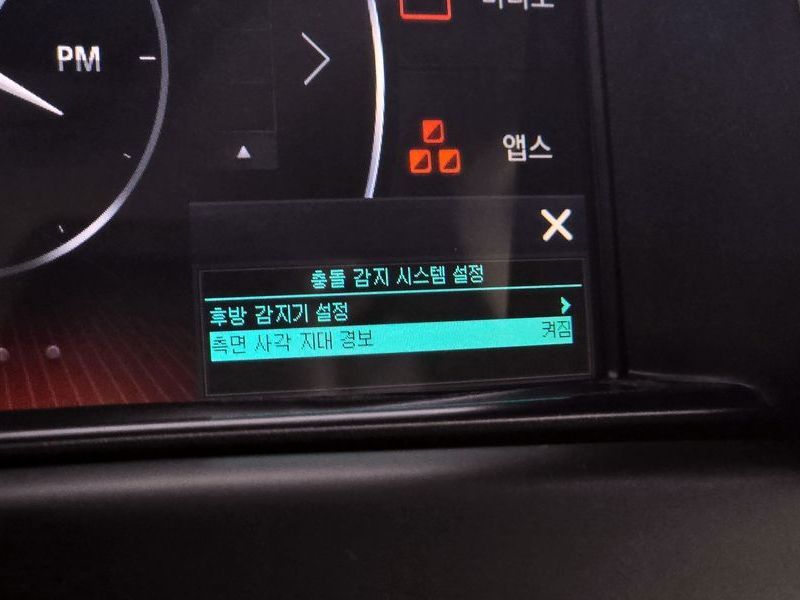 PM
앱스
충돌 감지 시스템 설정
후방 감지기 설정
측면 사각 지대 경보 켜짐